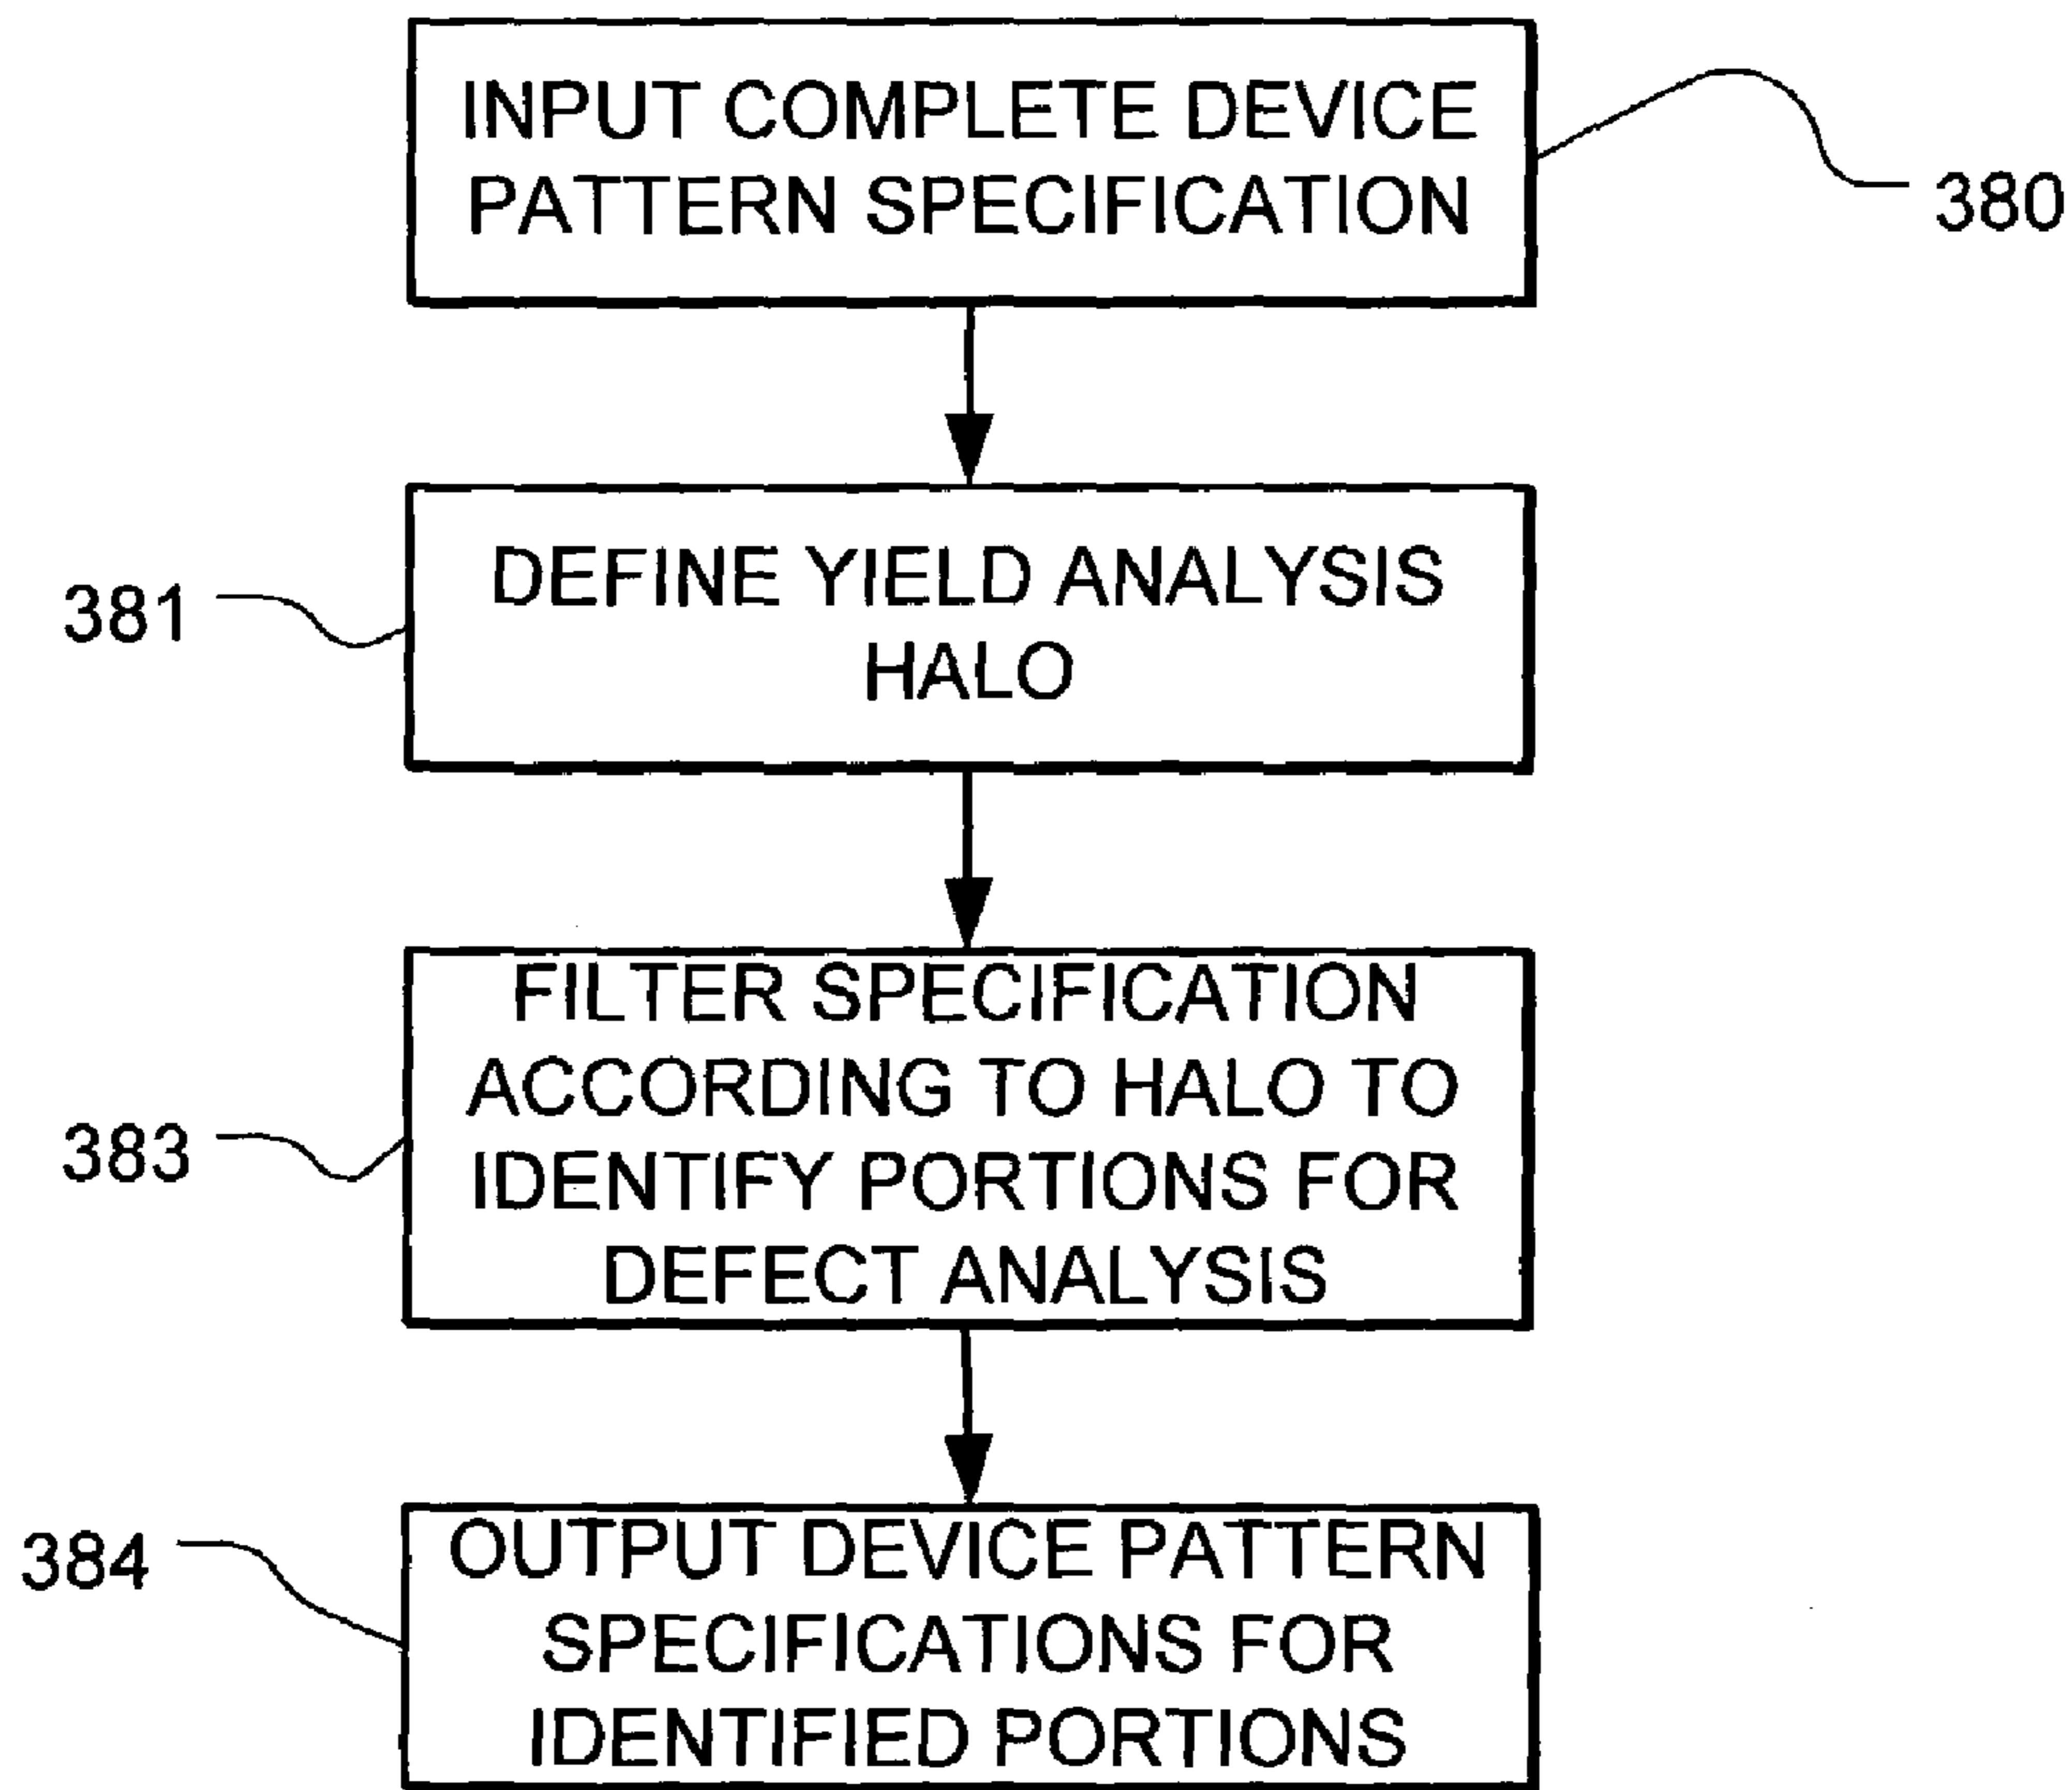 INPUT COMPLETE DEVICE
PATTERN SPECIFICATION
380
DEFINE YIELD ANALYSIS
HALO
381
FILTER SPECIFICATION
ACCORDING TO HALO TO
IDENTIFY PORTIONS FOR
DEFECT ANALYSIS
383
OUTPUT DEVICE PATTERN
SPECIFICATIONS FOR
IDENTIFIED PORTIONS
384